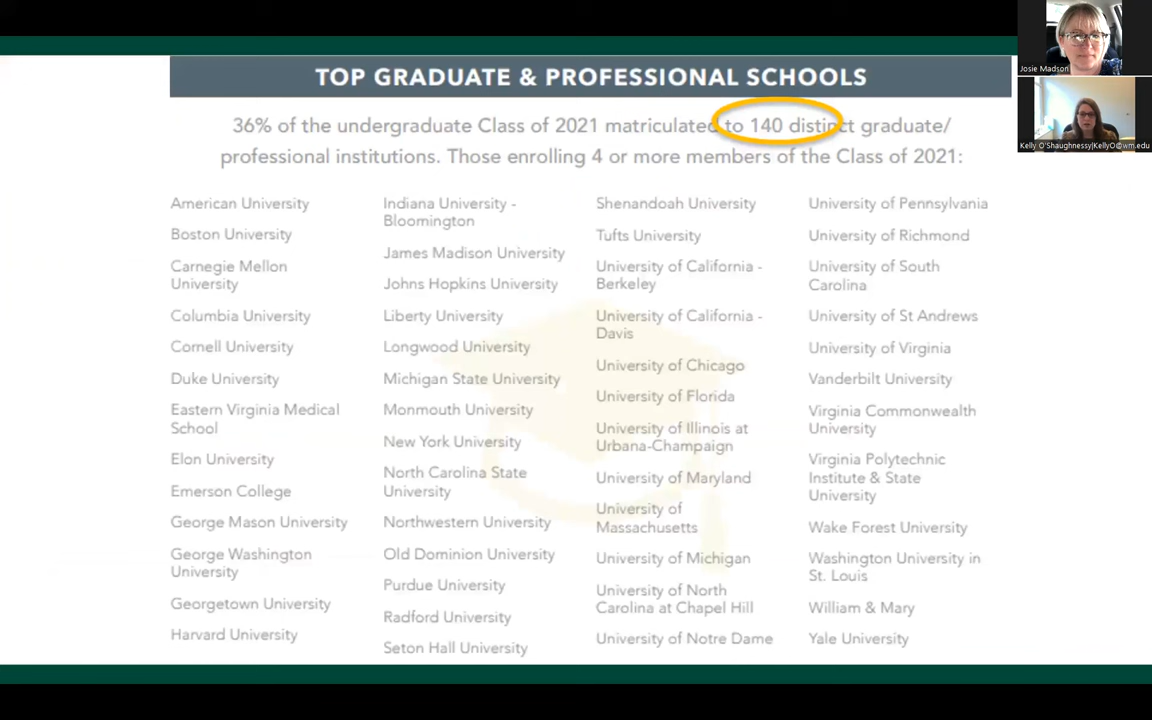 TOP GRADUATE & PROFESSIONAL SCHOOLS
36% of the undergraduate Class of 2021 matriculated to 140 distinct graduate/
professional institutions. Those enrolling 4 or more members of the Class of 2021:
American University
Boston University
Carnegie Mellon
University
Columbia University
Cornell University
Duke University
Eastern Virginia Medical
School
Elon University
Emerson College
George Mason University
George Washington
University
Georgetown University
Harvard University
Indiana University -
Bloomington
James Madison University
Johns Hopkins University
Liberty University
Longwood University
Michigan State University
Monmouth University
New York University
North Carolina State
University
Northwestern University
Old Dominion University
Purdue University
Radford University
Seton Hall University
Shenandoah University
Tufts University
University of California -
Berkeley
University of California -
Davis
University of Chicago
University of Florida
University of Illinois at
Urbana-Champaign
University of Maryland
University of
Massachusetts
University of Michigan
University of North
Carolina at Chapel Hill
University of Notre Dame
University of Pennsylvania
University of Richmond
University of South
Carolina
University of St Andrews
University of Virginia
Vanderbilt University
Virginia Commonwealth
University
Virginia Polytechnic
Institute & State
University
Wake Forest University
Washington University in
St. Louis
William & Mary
Yale University
Josie Madson
Kelly O'Shaughnessy|KellyO@wm.edu